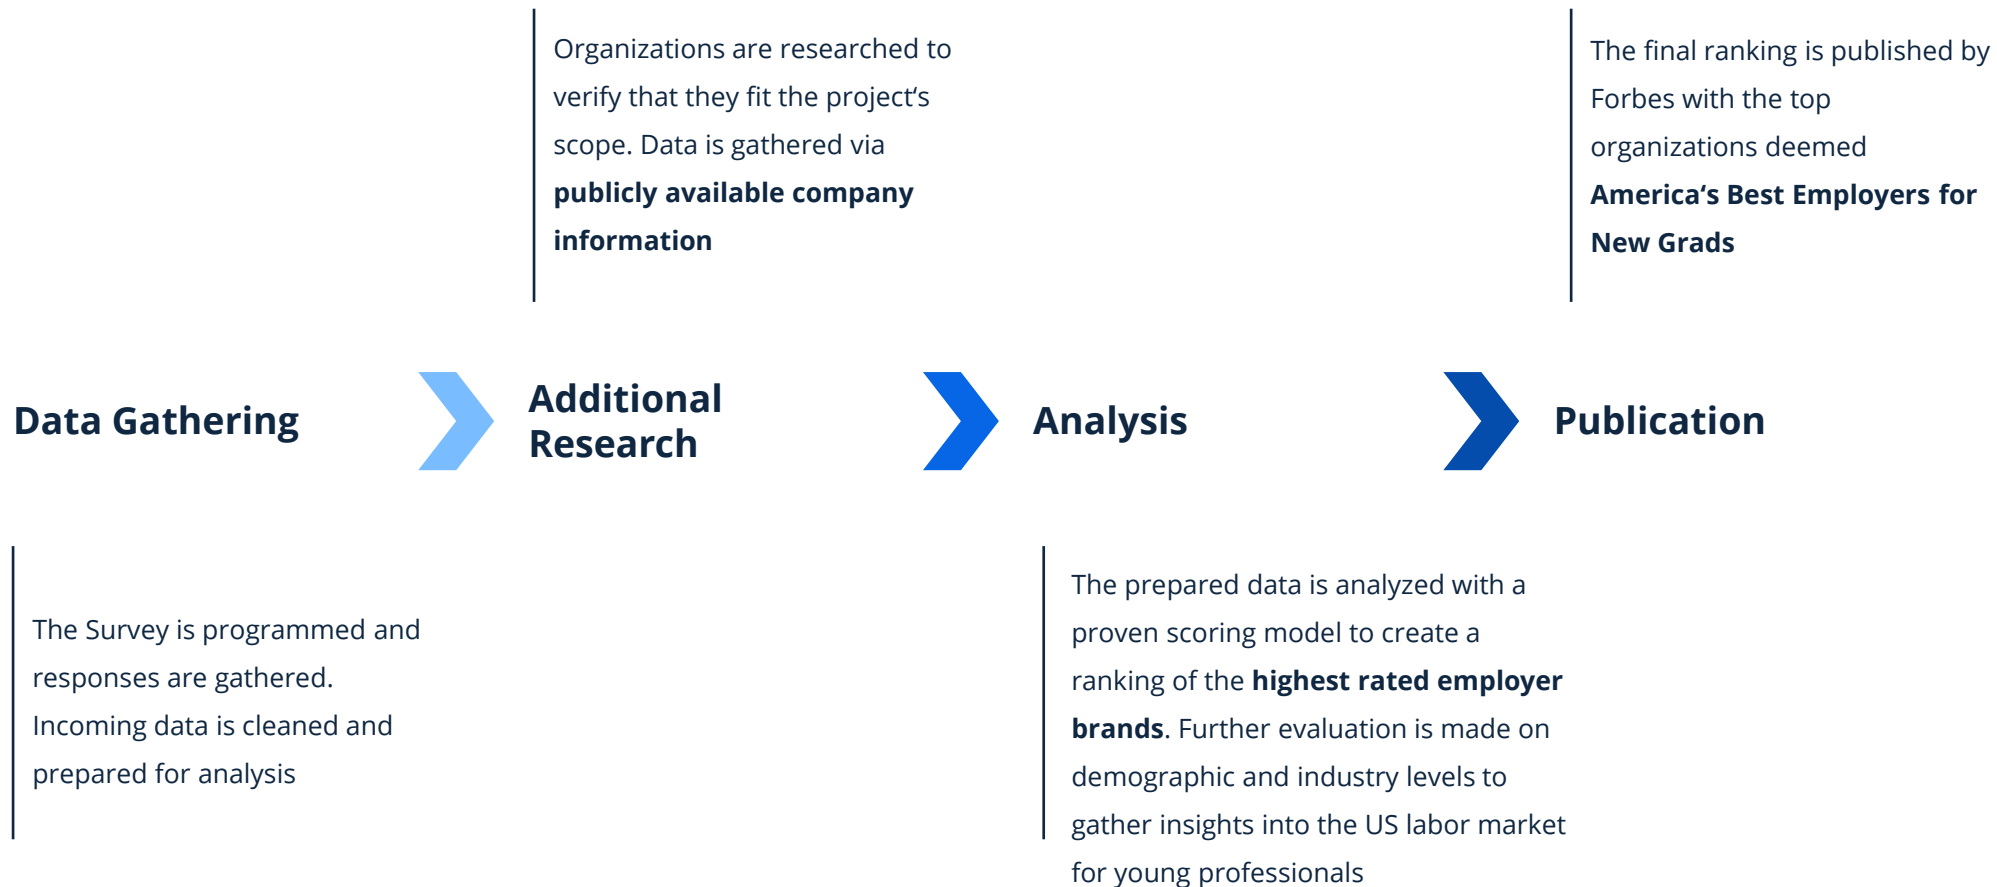 Organizations are researched to
verify that they fit the project‘s
scope. Data is gathered via
publicly available company
information
The final ranking is published by
Forbes with the top
organizations deemed
America‘s Best Employers for
New Grads
Data Gathering
Additional
Research
Analysis
Publication
The Survey is programmed and
responses are gathered.
Incoming data is cleaned and
prepared for analysis
The prepared data is analyzed with a
proven scoring model to create a
ranking of the highest rated employer
brands. Further evaluation is made on
demographic and industry levels to
gather insights into the US labor market
for young professionals